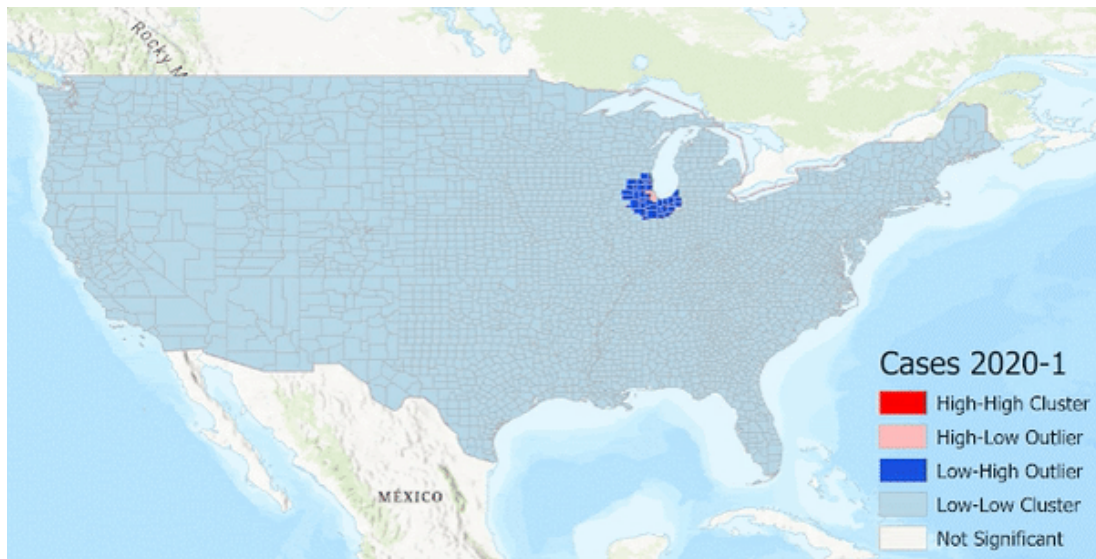 Rocky M
MÉXICO
Cases 2020-1
High-High Cluster
High-Low Outlier
Low-High Outlier
Low-Low Cluster
Not Significant